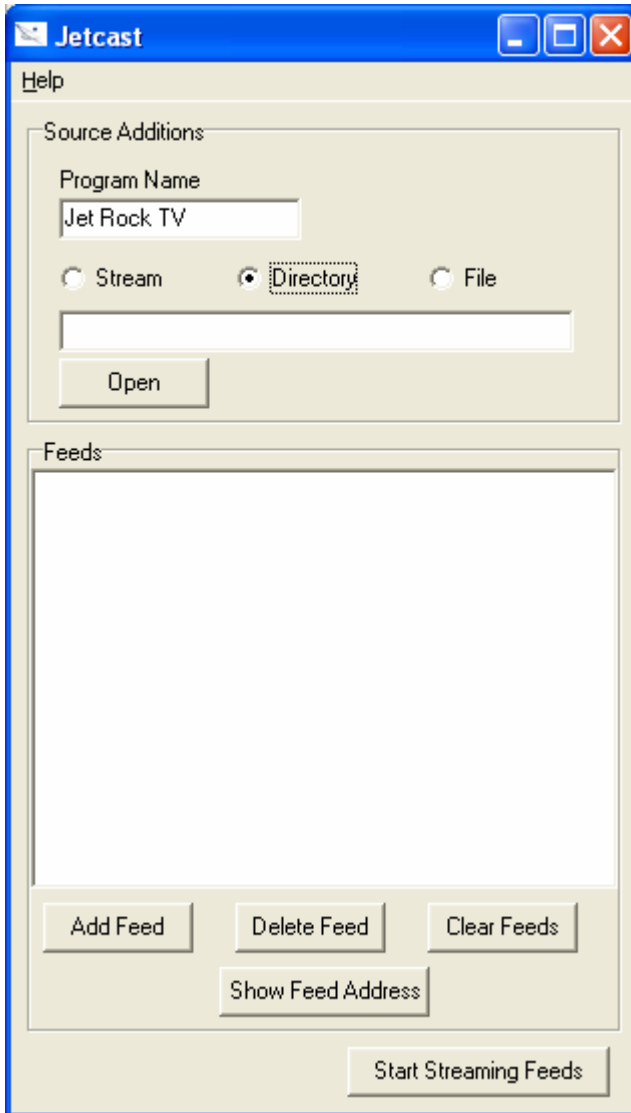 Jetcast
Help
Source Additions
Program Name
Jet Rock TV
Stream Directory File
Open
Feeds
Add Feed Delete Feed Clear Feeds
Show Feed Address
Start Streaming Feeds